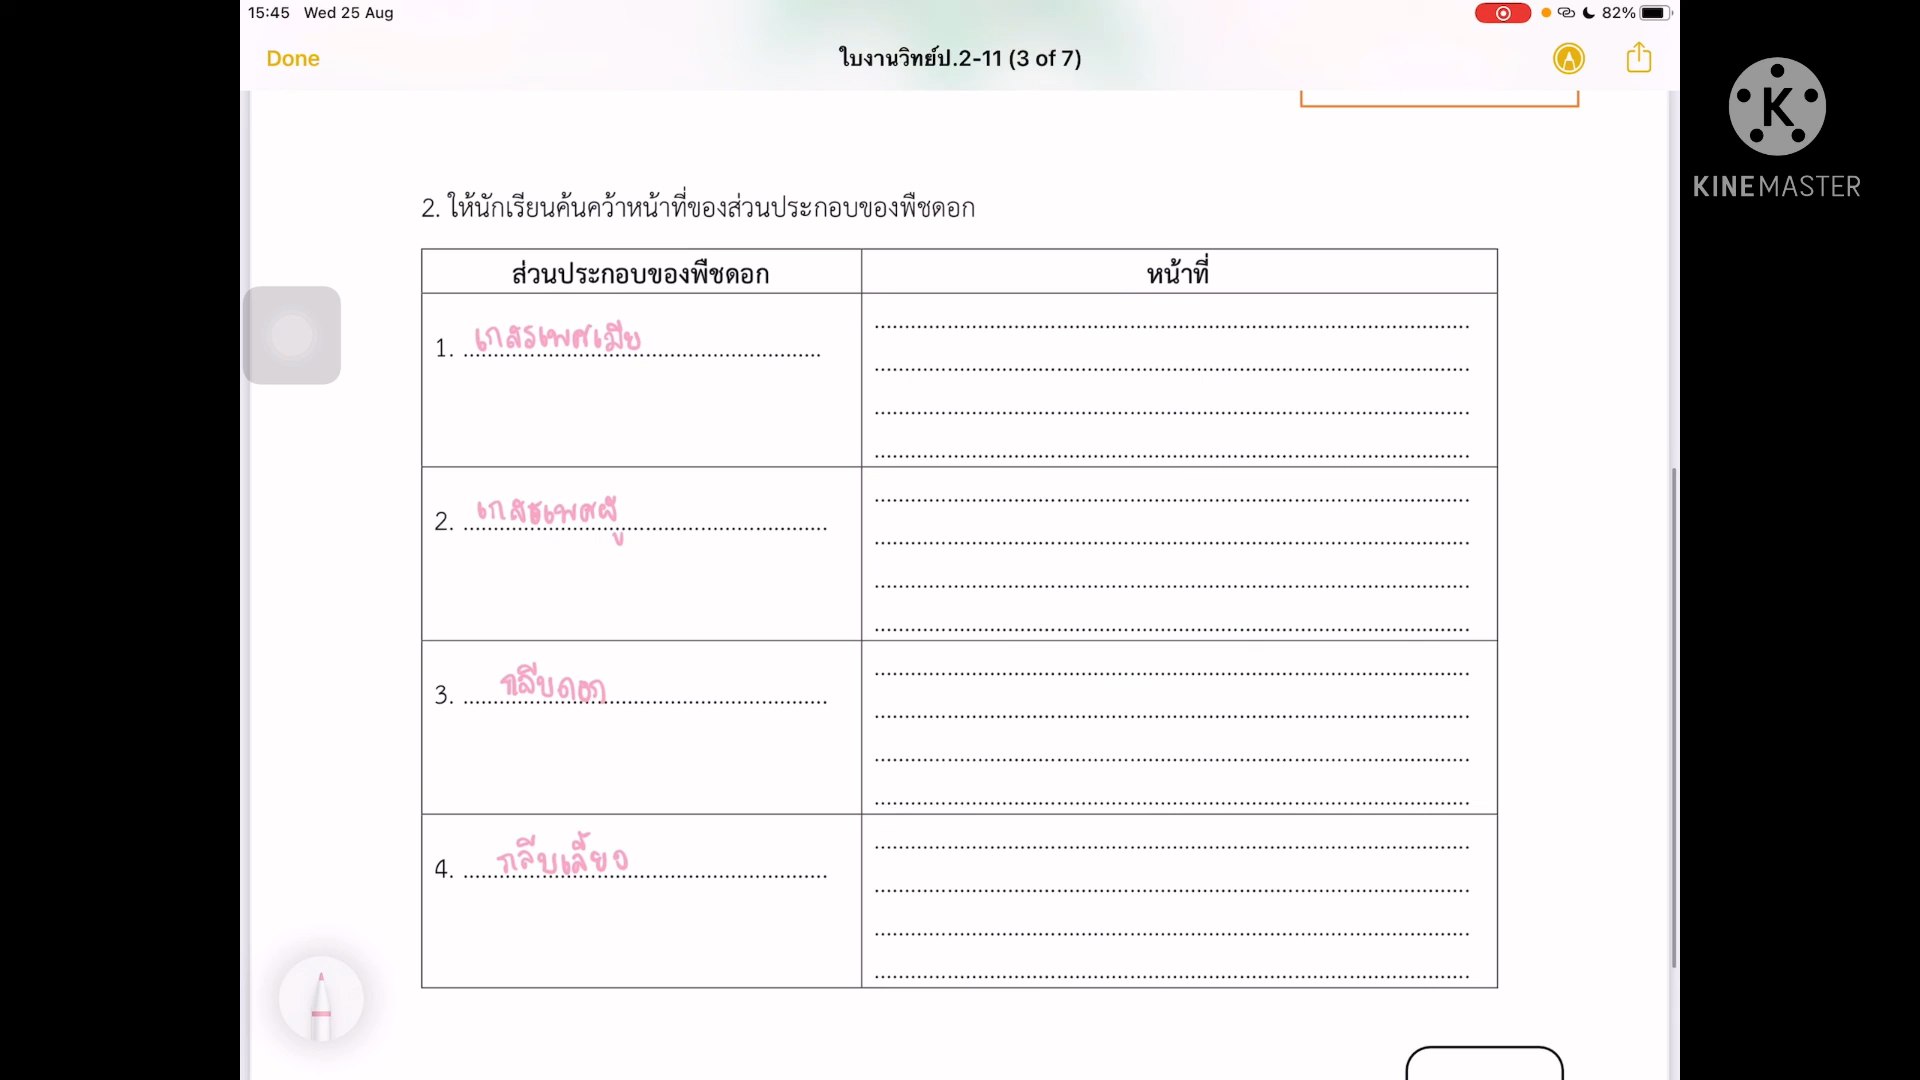 15:45 Wed 25 Aug
82%
Done
ใบงานวิทย์ป.2-11 (3 of 7)
K
KINEMASTER
2. ให้นักเรียนค้นคว้าหน้าที่ของส่วนประกอบของพืชดอก
ส่วนประกอบของพืชดอก หน้าที่
1. เกสรเพศเมีย
2. เกสรเพศผู้
3. กลีบดอก
4. กลีบเลี้ยง